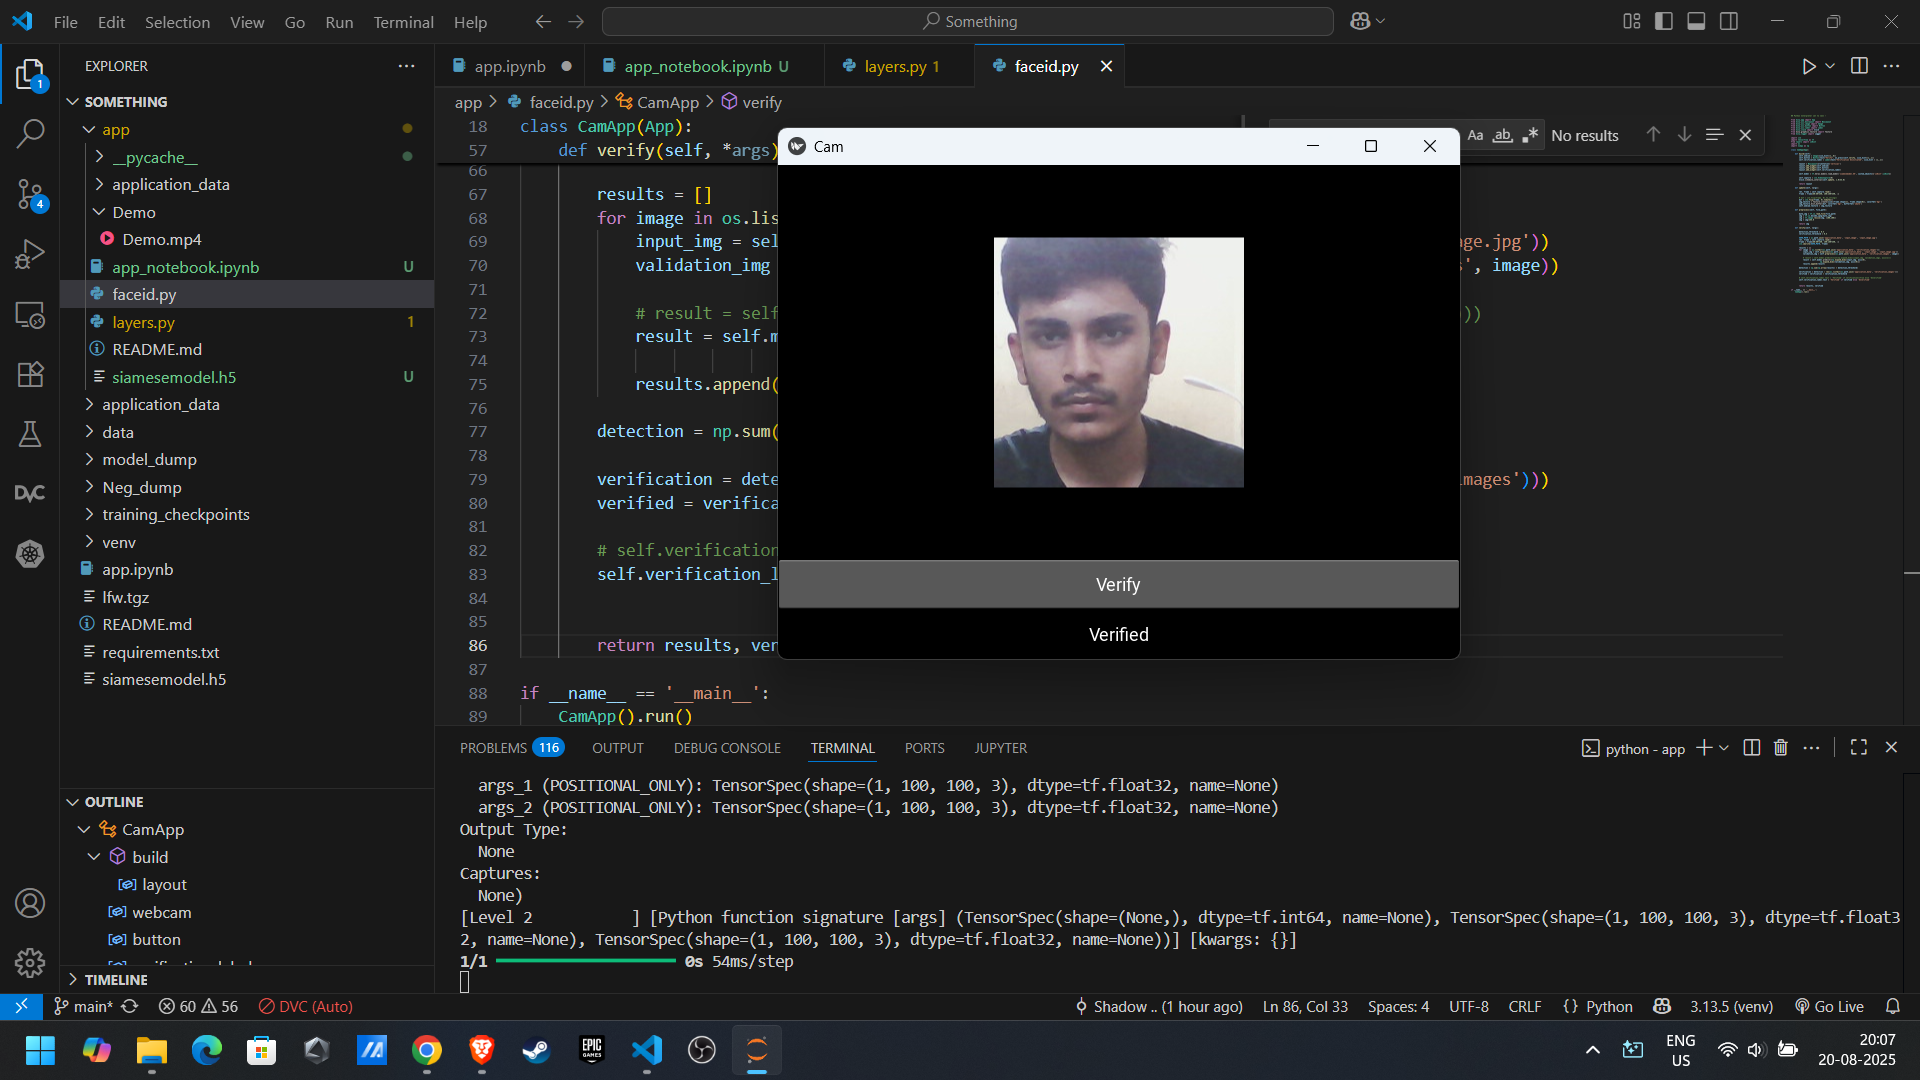 File Edit Selection View Go Run Terminal Help
Something
EXPLORER
SOMETHING
app
__pycache__
application_data
Demo
Demo.mp4
app_notebook.ipynb U
faceid.py
layers.py 1
README.md
siamesemodel.h5 U
application_data
data
model_dump
Neg_dump
training_checkpoints
venv
app.ipynb
lfw.tgz
README.md
requirements.txt
siamesemodel.h5
OUTLINE
CamApp
build
layout
webcam
button
TIMELINE
1
4
DVC
app.ipynb
app_notebook.ipynb U
layers.py 1
faceid.py
app > faceid.py > CamApp > verify
Aa ab No results
18 class CamApp(App):
57 def verify(self, *args)
66
67 results = []
68 for image in os.lis
69 input_img = sel ge.jpg'))
70 validation_img ', image))
71
72 # result = self ))
73 result = self.m
74
75 results.append(
76
77 detection = np.sum(
78
79 verification = dete images')))
80 verified = verifica
81
82 # self.verification
83 self.verification_l
84
85
86 return results, ver
87
88 if __name__ == '__main__':
89 CamApp().run()
Cam
Verify
Verified
PROBLEMS 116 OUTPUT DEBUG CONSOLE TERMINAL PORTS JUPYTER
python - app
args_1 (POSITIONAL_ONLY): TensorSpec(shape=(1, 100, 100, 3), dtype=tf.float32, name=None)
args_2 (POSITIONAL_ONLY): TensorSpec(shape=(1, 100, 100, 3), dtype=tf.float32, name=None)
Output Type:
None
Captures:
None)
[Level 2 ] [Python function signature [args] (TensorSpec(shape=(None,), dtype=tf.int64, name=None), TensorSpec(shape=(1, 100, 100, 3), dtype=tf.float3
2, name=None), TensorSpec(shape=(1, 100, 100, 3), dtype=tf.float32, name=None))] [kwargs: {}]
1/1 0s 54ms/step
main* 60 56 DVC (Auto)
Shadow .. (1 hour ago) Ln 86, Col 33 Spaces: 4 UTF-8 CRLF {} Python 3.13.5 (venv) Go Live
EPIC GAMES
ENG
US
20:07
20-08-2025